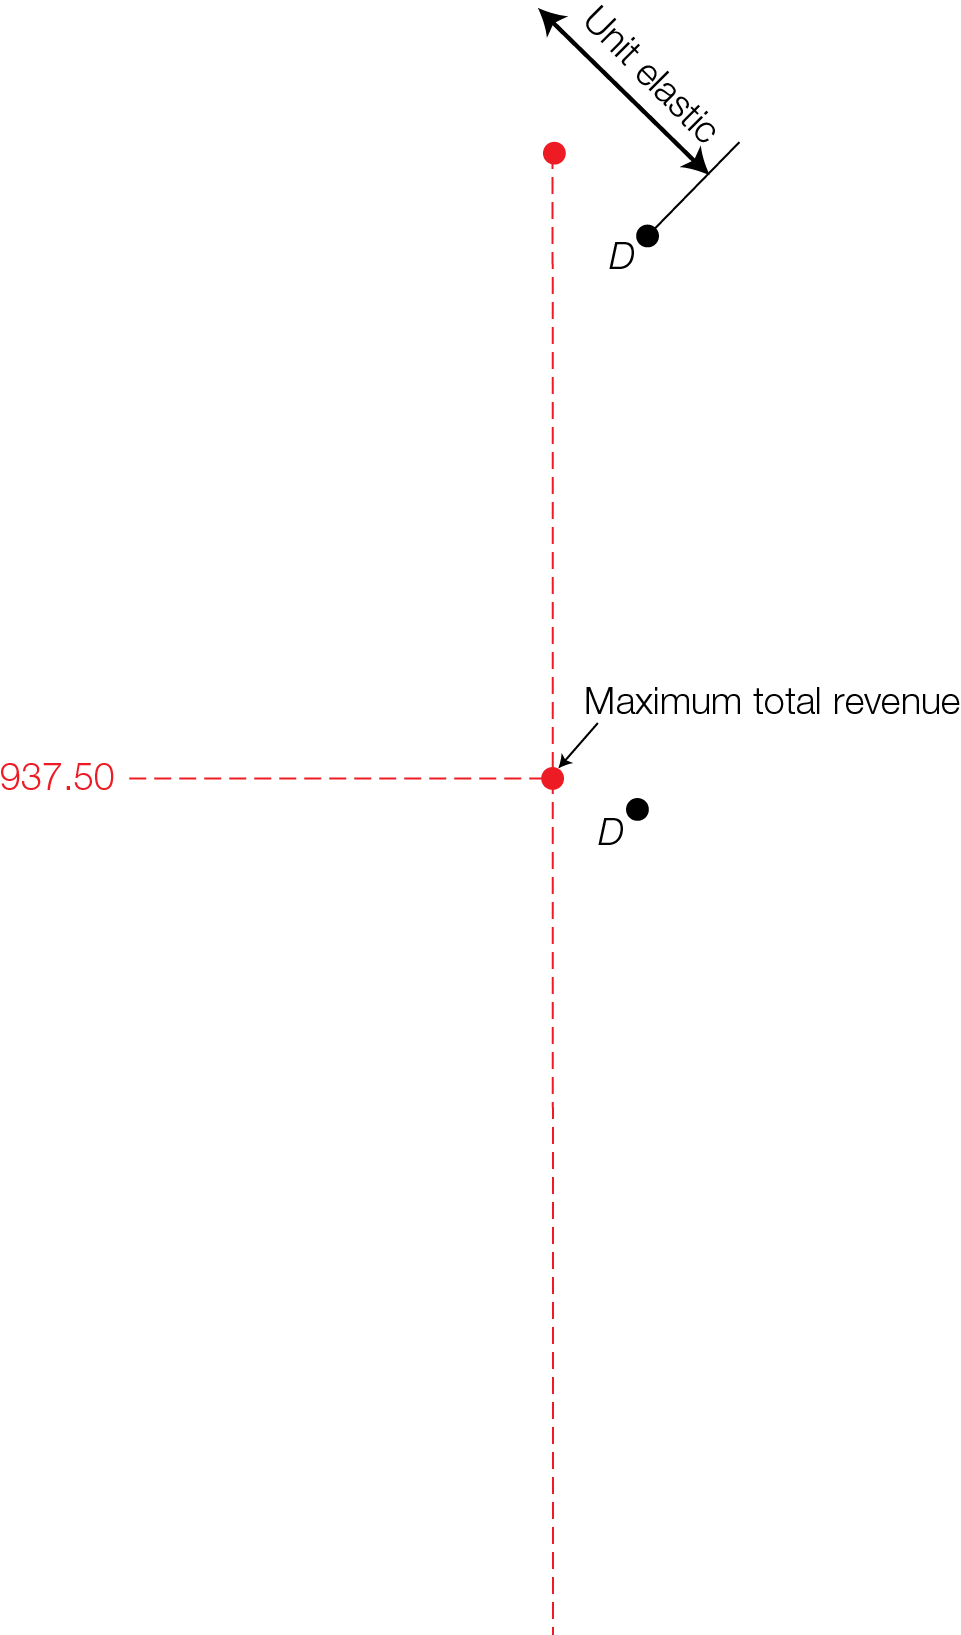 Unit elastic
D
Maximum total revenue
937.50
D